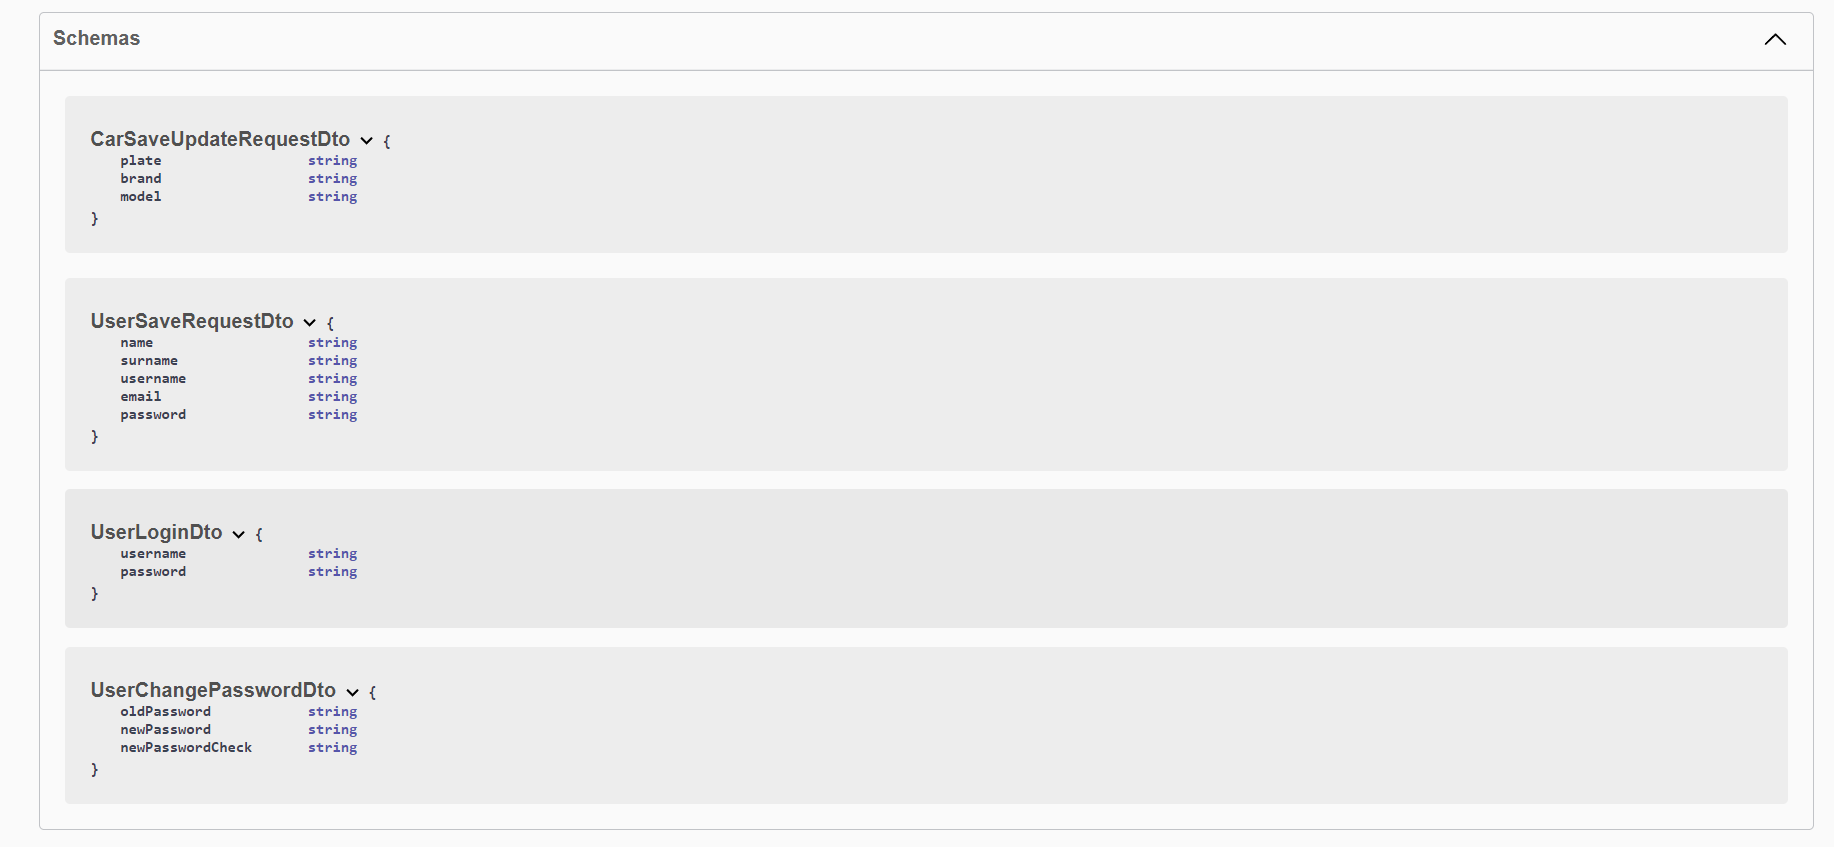 Schemas
CarSaveUpdateRequestDto {
plate string
brand string
model string
}
UserSaveRequestDto {
name string
surname string
username string
email string
password string
}
UserLoginDto {
username string
password string
}
UserChangePasswordDto {
oldPassword string
newPassword string
newPasswordCheck string
}